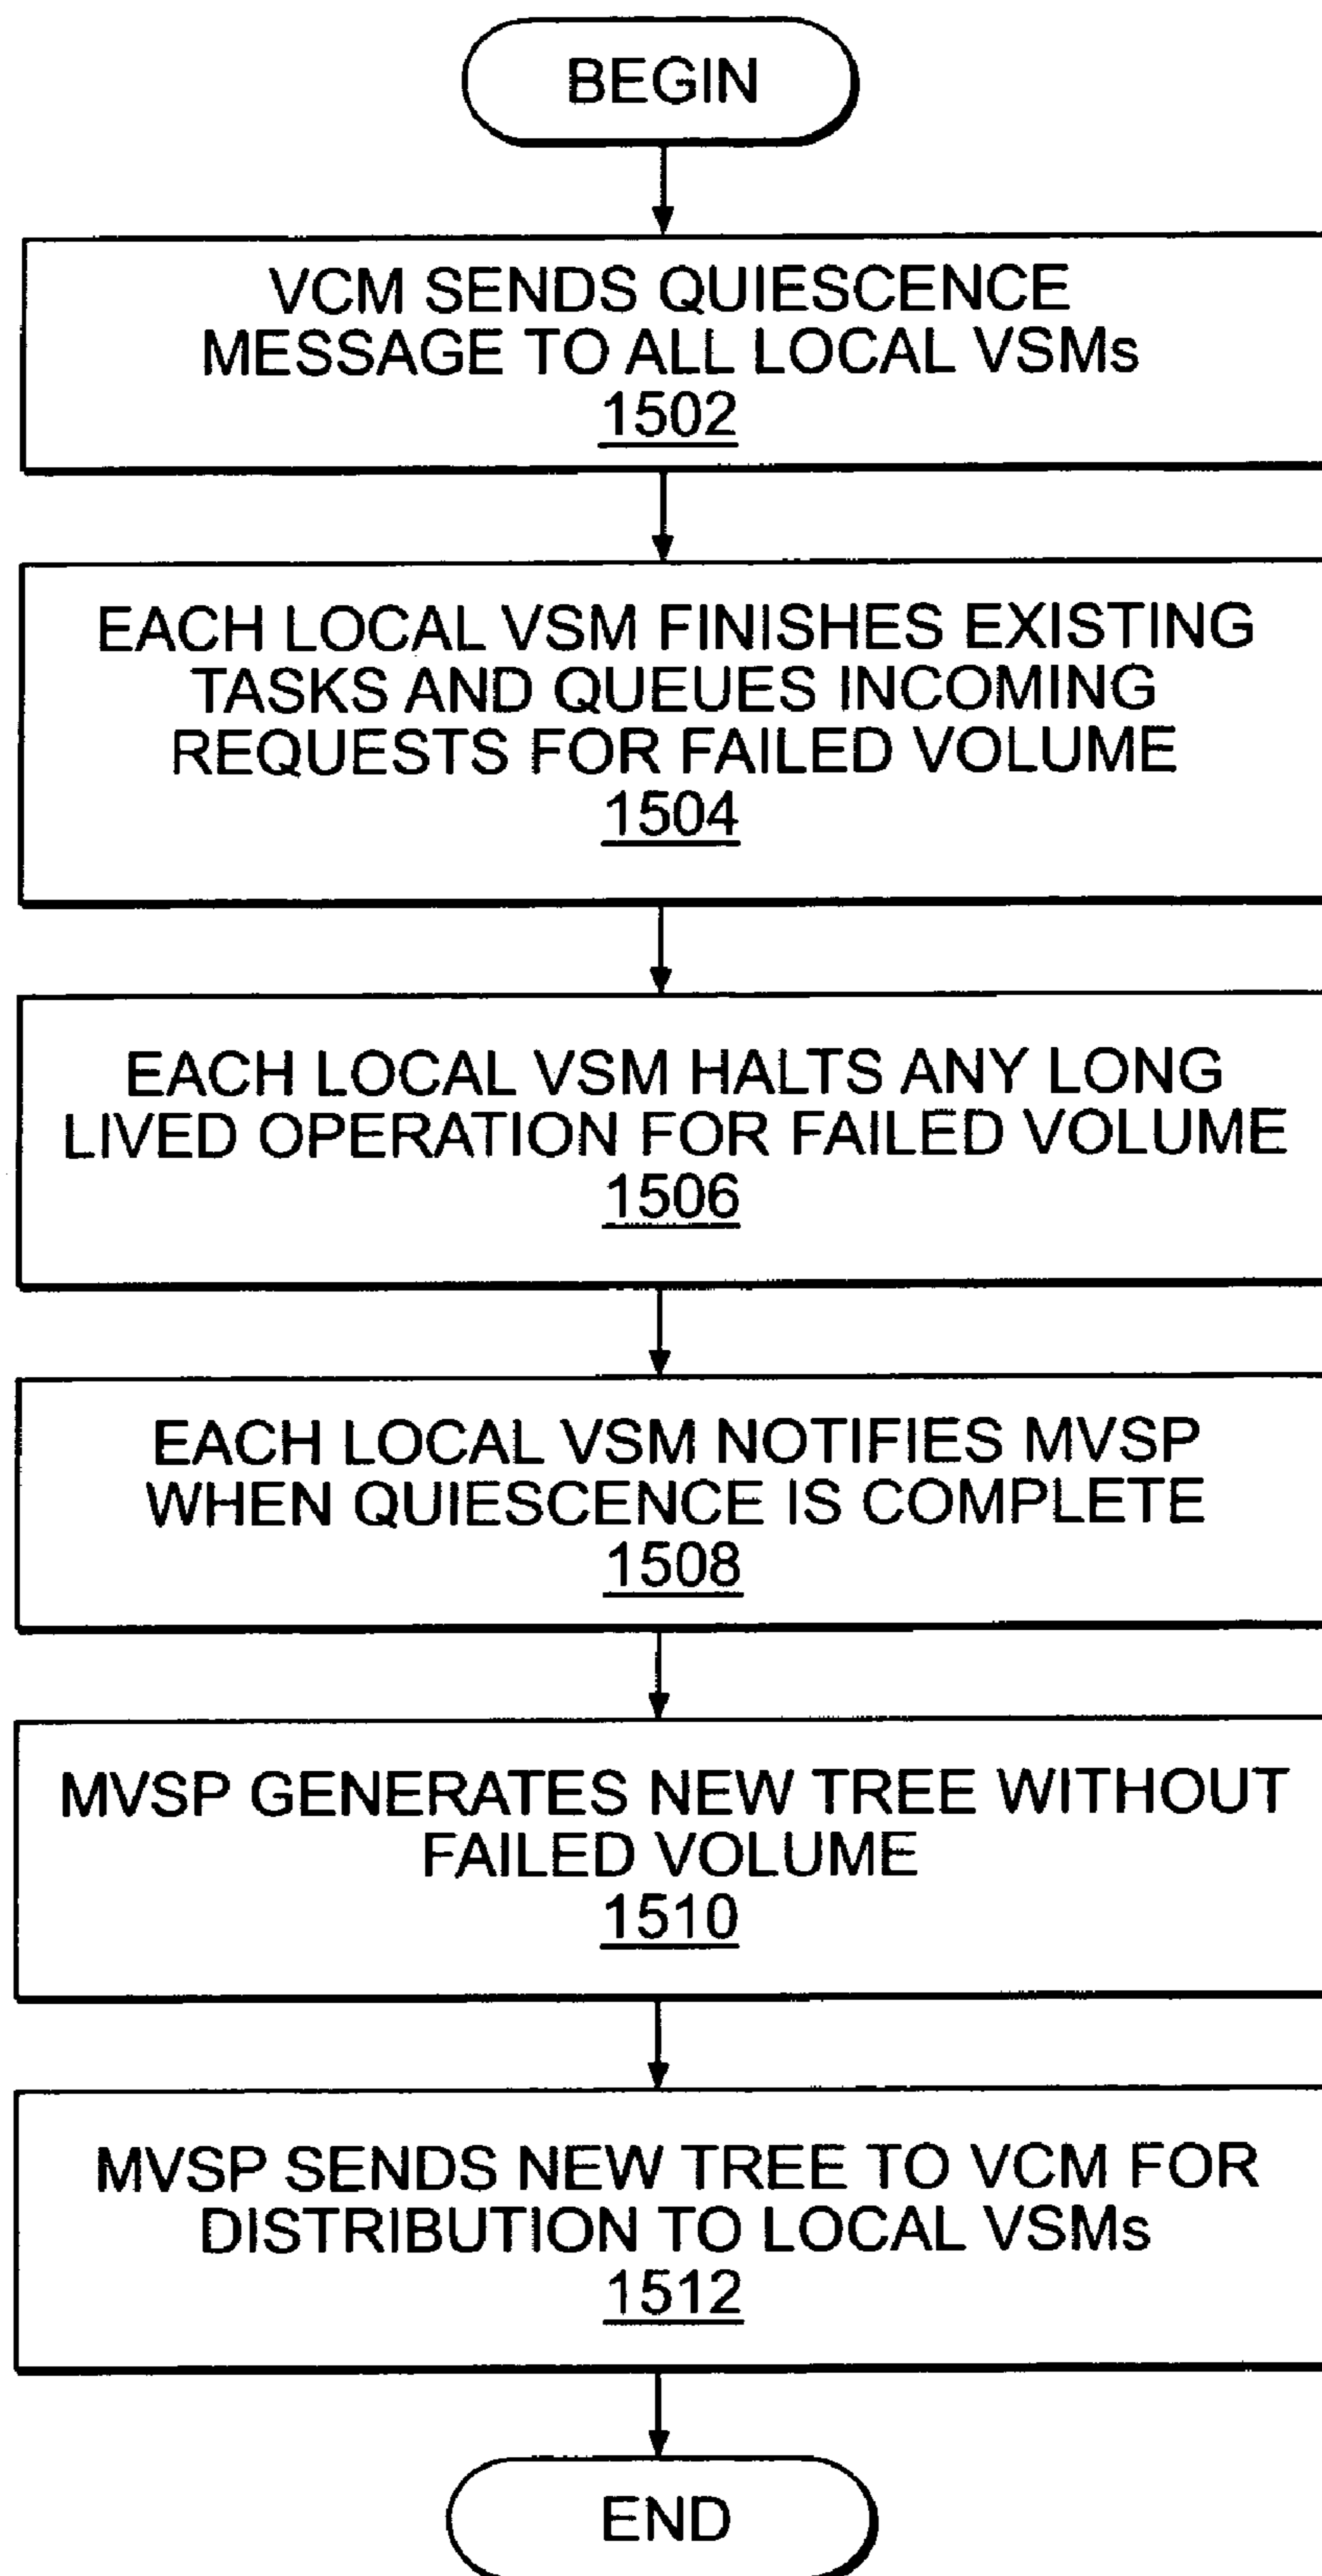 BEGIN
VCM SENDS QUIESCENCE
MESSAGE TO ALL LOCAL VSMs
1502
EACH LOCAL VSM FINISHES EXISTING
TASKS AND QUEUES INCOMING
REQUESTS FOR FAILED VOLUME
1504
EACH LOCAL VSM HALTS ANY LONG
LIVED OPERATION FOR FAILED VOLUME
1506
EACH LOCAL VSM NOTIFIES MVSP
WHEN QUIESCENCE IS COMPLETE
1508
MVSP GENERATES NEW TREE WITHOUT
FAILED VOLUME
1510
MVSP SENDS NEW TREE TO VCM FOR
DISTRIBUTION TO LOCAL VSMs
1512
END